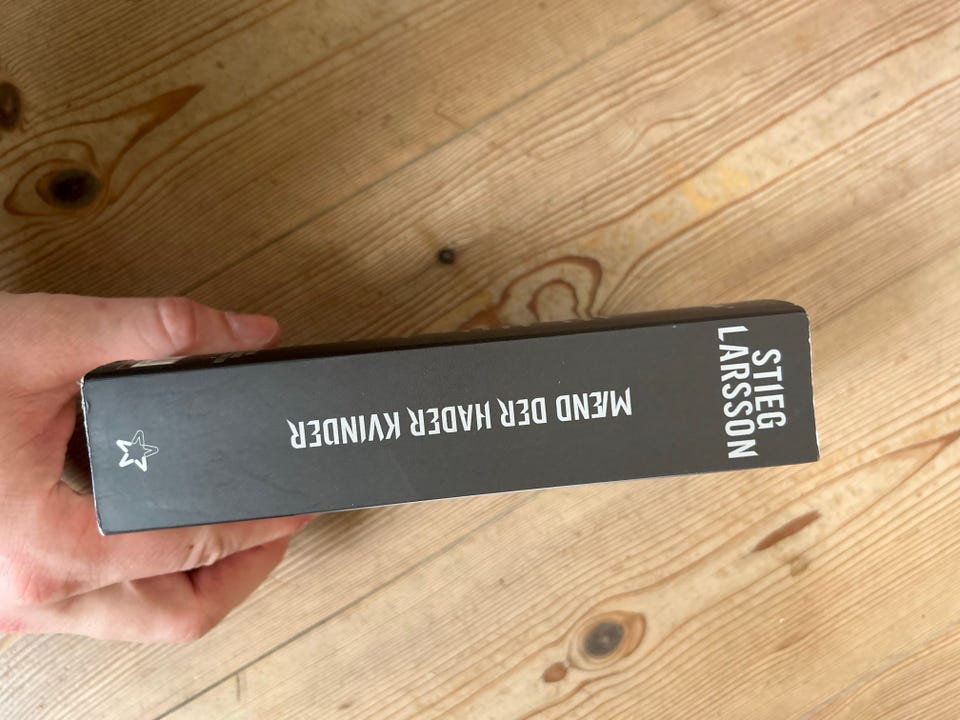 STIEG
LARSSON
MÆND DER HADER KVINDER